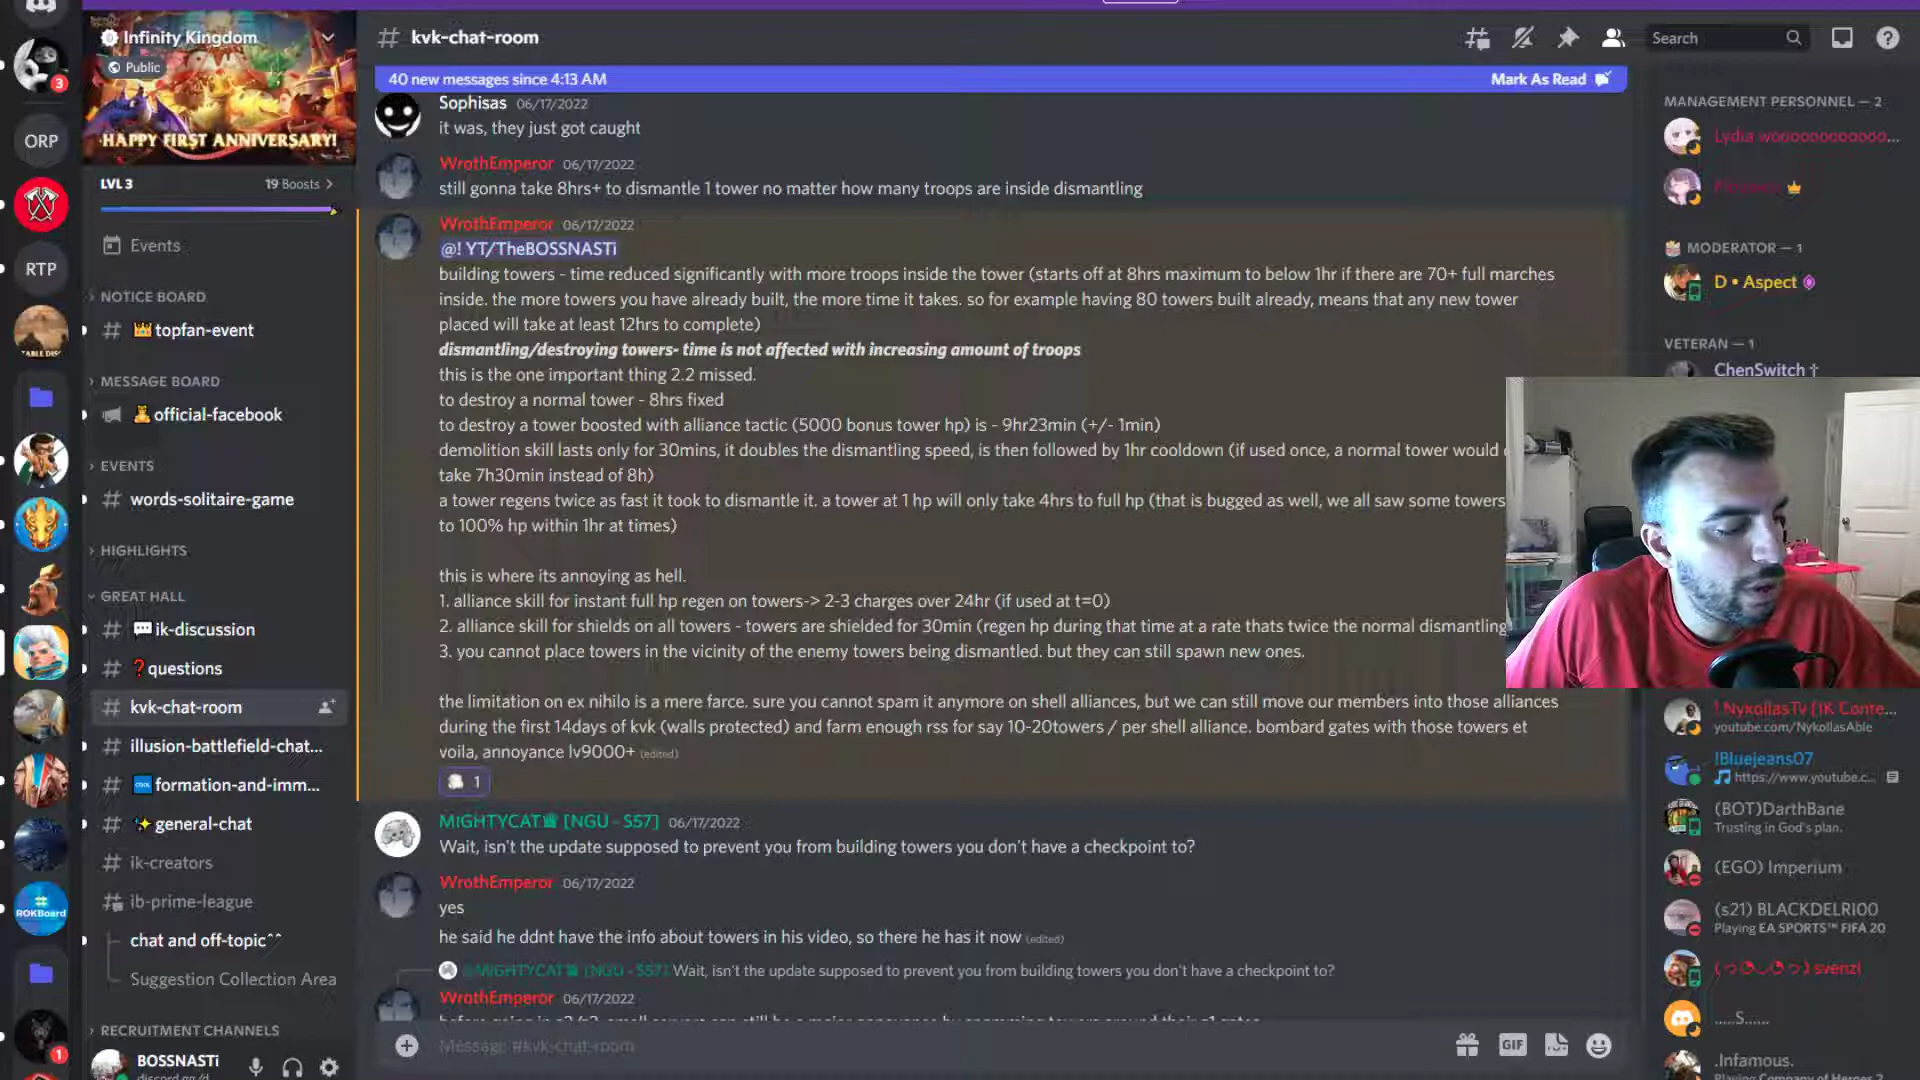 Infinity Kingdom
Public
HAPPY FIRST ANNIVERSARY!
LVL 3
19 Boosts
Events
NOTICE BOARD
topfan-event
MESSAGE BOARD
official-facebook
EVENTS
words-solitaire-game
HIGHLIGHTS
GREAT HALL
ik-discussion
questions
kvk-chat-room
illusion-battlefield-chat...
COOL formation-and-imm...
general-chat
ik-creators
ib-prime-league
chat and off-topic^^
Suggestion Collection Area
RECRUITMENT CHANNELS
BOSSNASTi
3
ORP
RTP
ROKBoard
1
# kvk-chat-room
Search
40 new messages since 4:13 AM
Mark As Read
Sophisas 06/17/2022
it was, they just got caught
WrothEmperor 06/17/2022
still gonna take 8hrs+ to dismantle 1 tower no matter how many troops are inside dismantling
WrothEmperor 06/17/2022
@! YT/TheBOSSNASTi
building towers - time reduced significantly with more troops inside the tower (starts off at 8hrs maximum to below 1hr if there are 70+ full marches
inside. the more towers you have already built, the more time it takes. so for example having 80 towers built already, means that any new tower
placed will take at least 12hrs to complete)
dismantling/destroying towers- time is not affected with increasing amount of troops
this is the one important thing 2.2 missed.
to destroy a normal tower - 8hrs fixed
to destroy a tower boosted with alliance tactic (5000 bonus tower hp) is - 9hr23min (+/- 1min)
demolition skill lasts only for 30mins, it doubles the dismantling speed, is then followed by 1hr cooldown (if used once, a normal tower would
take 7h30min instead of 8h)
a tower regens twice as fast it took to dismantle it. a tower at 1 hp will only take 4hrs to full hp (that is bugged as well, we all saw some towers
to 100% hp within 1hr at times)
this is where its annoying as hell.
1. alliance skill for instant full hp regen on towers-> 2-3 charges over 24hr (if used at t=0)
2. alliance skill for shields on all towers - towers are shielded for 30min (regen hp during that time at a rate thats twice the normal dismantling
3. you cannot place towers in the vicinity of the enemy towers being dismantled. but they can still spawn new ones.
the limitation on ex nihilo is a mere farce. sure you cannot spam it anymore on shell alliances, but we can still move our members into those alliances
during the first 14days of kvk (walls protected) and farm enough rss for say 10-20towers / per shell alliance. bombard gates with those towers et
voila, annoyance lv9000+ (edited)
1
MIGHTYCAT♛ [NGU - S57] 06/17/2022
Wait, isn't the update supposed to prevent you from building towers you don't have a checkpoint to?
WrothEmperor 06/17/2022
yes
he said he ddnt have the info about towers in his video, so there he has it now (edited)
@MIGHTYCAT♛ [NGU - S57] Wait, isn't the update supposed to prevent you from building towers you don't have a checkpoint to?
WrothEmperor 06/17/2022
Message #kvk-chat-room
GIF
MANAGEMENT PERSONNEL — 2
MODERATOR — 1
D • Aspect
VETERAN — 1
ChenSwitch †
! NykollasTv [IK Conte...
youtube.com/NykollasAble
!Bluejeans07
https://www.youtube.c...
(BOT)DarthBane
Trusting in God's plan.
(EGO) Imperium
(s21) BLACKDELRI00
Playing EA SPORTS™ FIFA 20
.....S......
.Infamous.